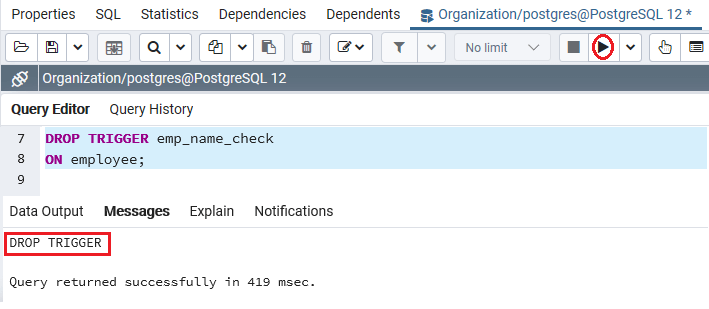 Properties SQL Statistics Dependencies Dependents Organization/postgres@PostgreSQL 12 *
No limit
Organization/postgres@PostgreSQL 12
Query Editor Query History
7 DROP TRIGGER emp_name_check
8 ON employee;
9
Data Output Messages Explain Notifications
DROP TRIGGER
Query returned successfully in 419 msec.